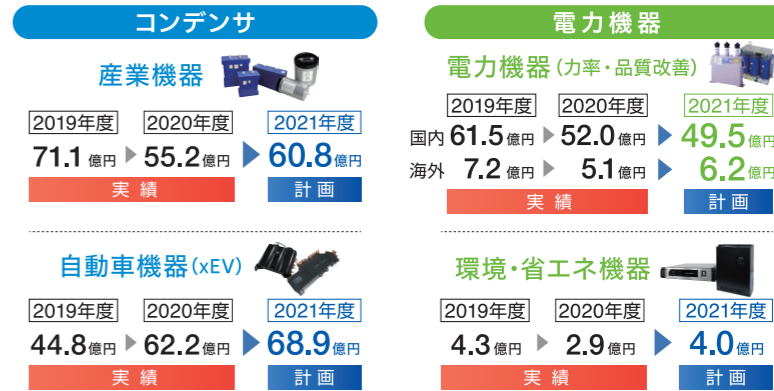 コンデンサ
産業機器
2019年度 2020年度 2021年度
71.1億円 55.2億円 60.8億円
実績 計画
自動車機器(xEV)
2019年度 2020年度 2021年度
44.8億円 62.2億円 68.9億円
実績 計画
電力機器
電力機器(力率・品質改善)
2019年度 2020年度 2021年度
国内 61.5億円 52.0億円 49.5億円
海外 7.2億円 5.1億円 6.2億円
実績 計画
環境・省エネ機器
2019年度 2020年度 2021年度
4.3億円 2.9億円 4.0億円
実績 計画